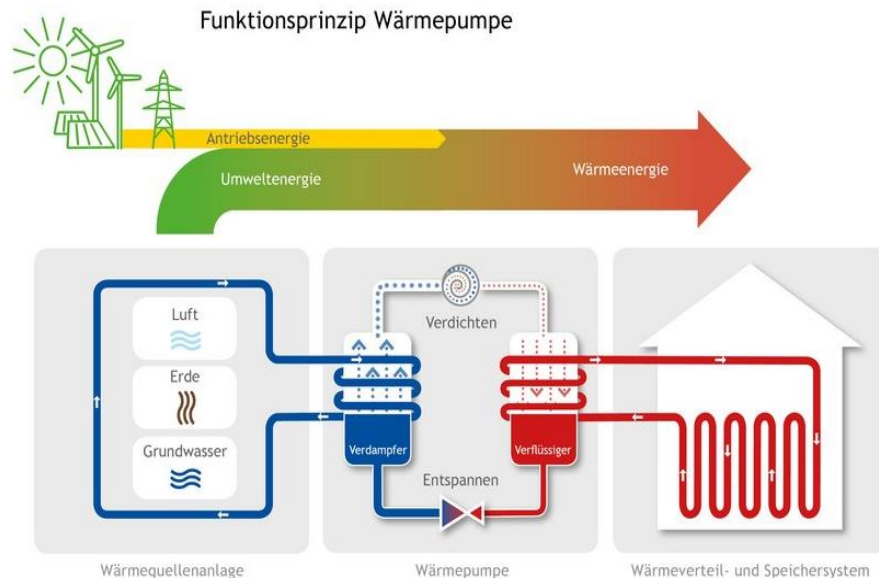 Funktionsprinzip Wärmepumpe
Antriebsenergie
Umweltenergie
Wärmeenergie
Luft
Erde
Grundwasser
Verdichten
Verdampfer
Verflüssiger
Entspannen
Wärmequellenanlage
Wärmepumpe
Wärmeverteil- und Speichersystem